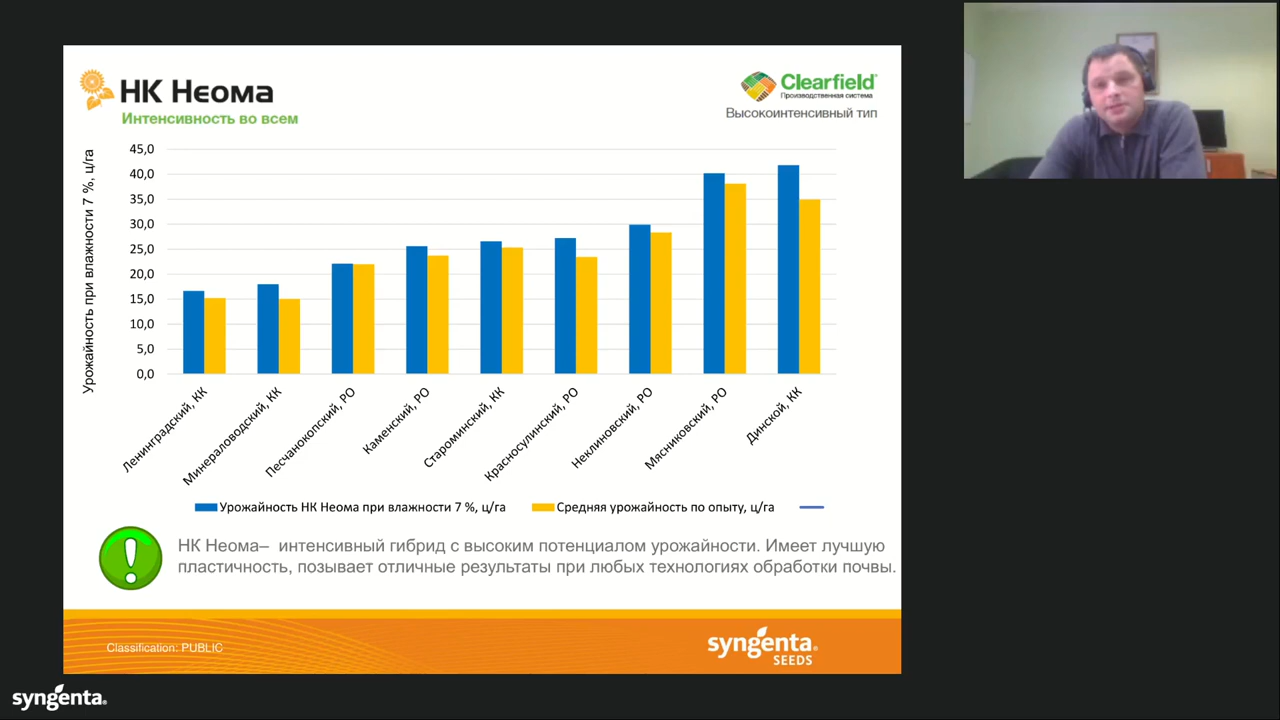 НК Неома
Интенсивность во всем
Clearfield®
Производственная система
Высокоинтенсивный тип
Урожайность при влажности 7 %, ц/га
45,0
40,0
35,0
30,0
25,0
20,0
15,0
10,0
5,0
0,0
Ленинградский, КК
Минераловодский, КК
Песчанокопский, РО
Каменский, РО
Староминский, КК
Красносулинский, РО
Неклиновский, РО
Мясниковский, РО
Динской, КК
Урожайность НК Неома при влажности 7 %, ц/га
Средняя урожайность по опыту, ц/га
НК Неома– интенсивный гибрид с высоким потенциалом урожайности. Имеет лучшую
пластичность, позывает отличные результаты при любых технологиях обработки почвы.
Classification: PUBLIC
syngenta®
SEEDS
syngenta®